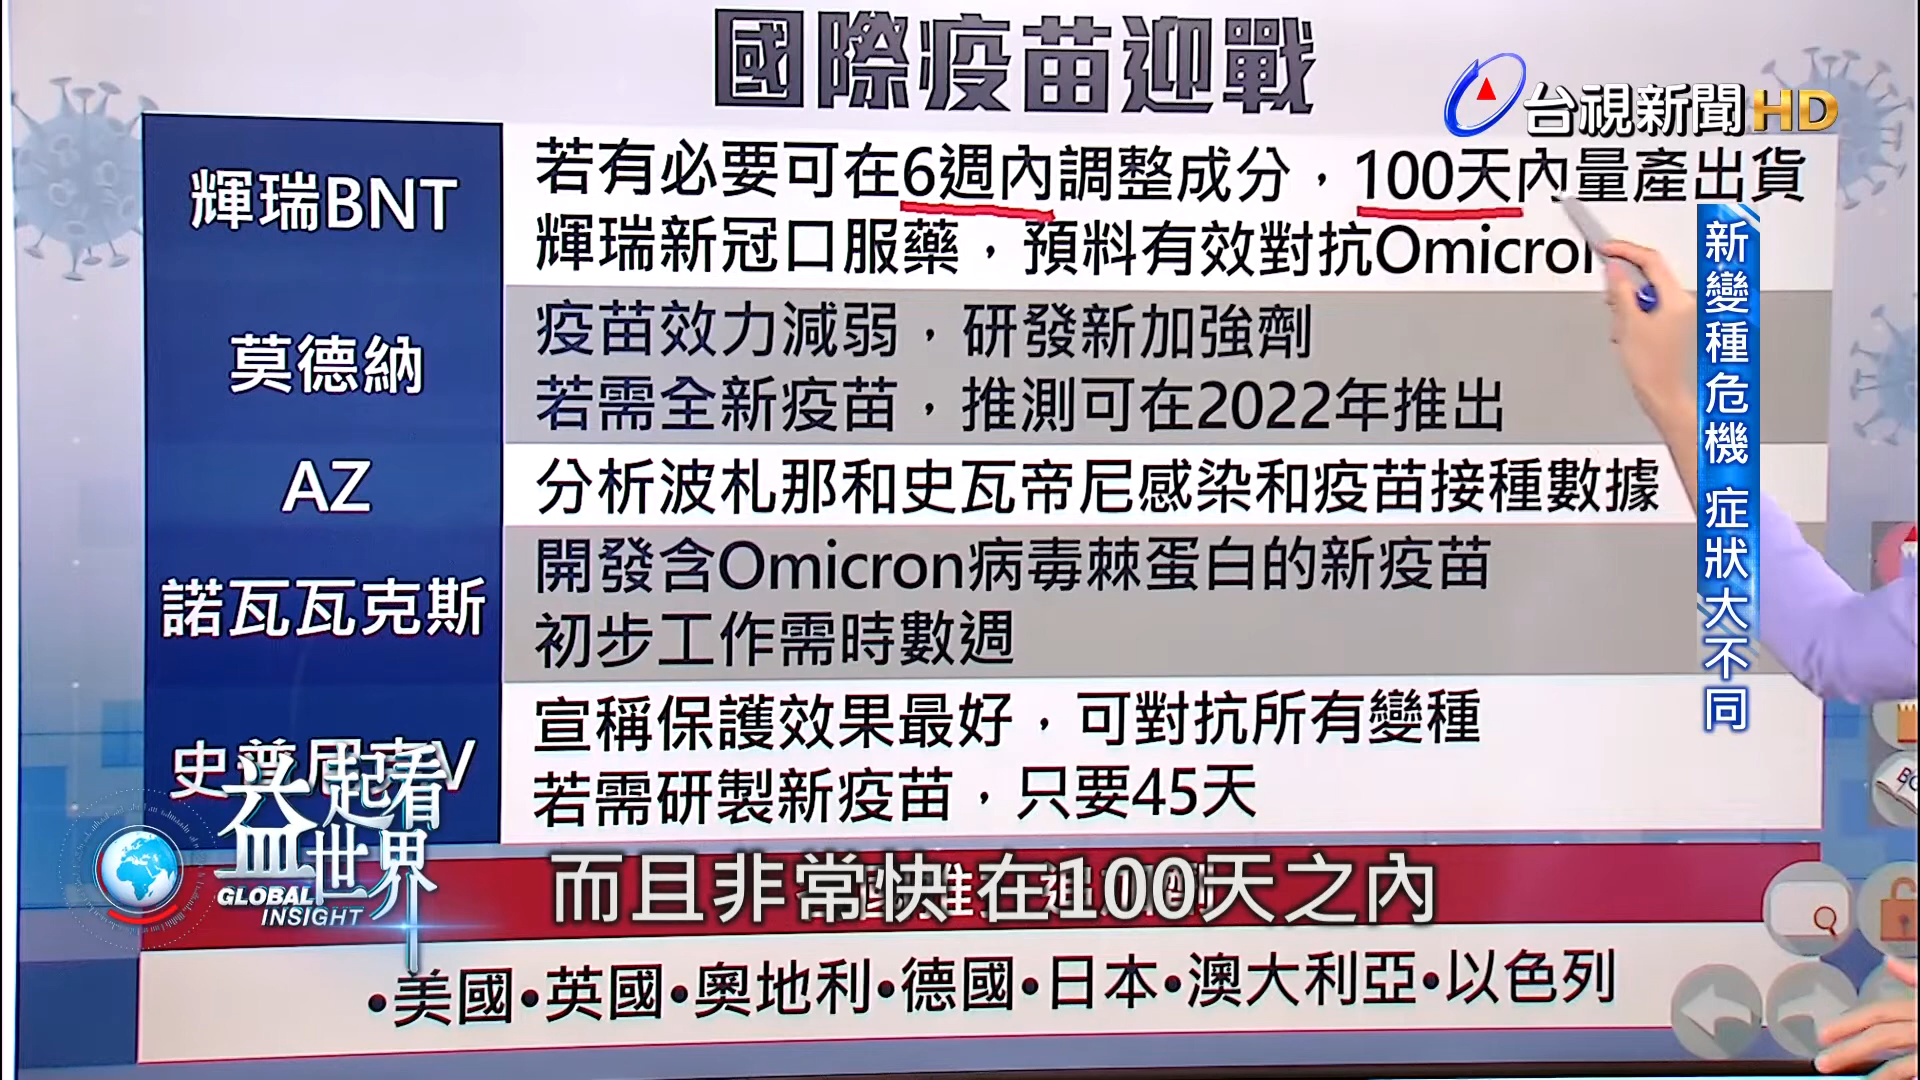 國際疫苗迎戰
台視新聞HD
輝瑞BNT
若有必要可在6週內調整成分，100天內量產出貨
輝瑞新冠口服藥，預料有效對抗Omicron
莫德納
疫苗效力減弱，研發新加強劑
若需全新疫苗，推測可在2022年推出
AZ
分析波札那和史瓦帝尼感染和疫苗接種數據
諾瓦瓦克斯
開發含Omicron病毒棘蛋白的新疫苗
初步工作需時數週
史普尼克V
宣稱保護效果最好，可對抗所有變種
若需研製新疫苗，只要45天
新變種危機 症狀大不同
益起看世界
GLOBAL INSIGHT
而且非常快 在100天之內
•美國•英國•奧地利•德國•日本•澳大利亞•以色列